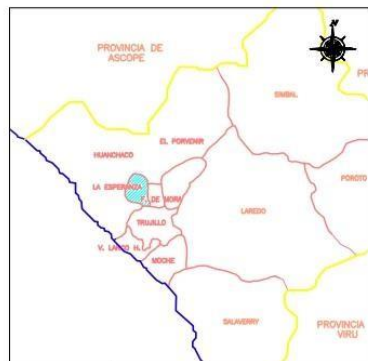 N
PROVINCIA DE
ASCOPE
SIMBAL
EL PORVENIR
HUANCHACO
POROTO
LA ESPERANZA
F. DE MORA
LAREDO
TRUJILLO
V. LARCO H.
MOCHE
SALAVERRY
PROVINCIA
VIRU